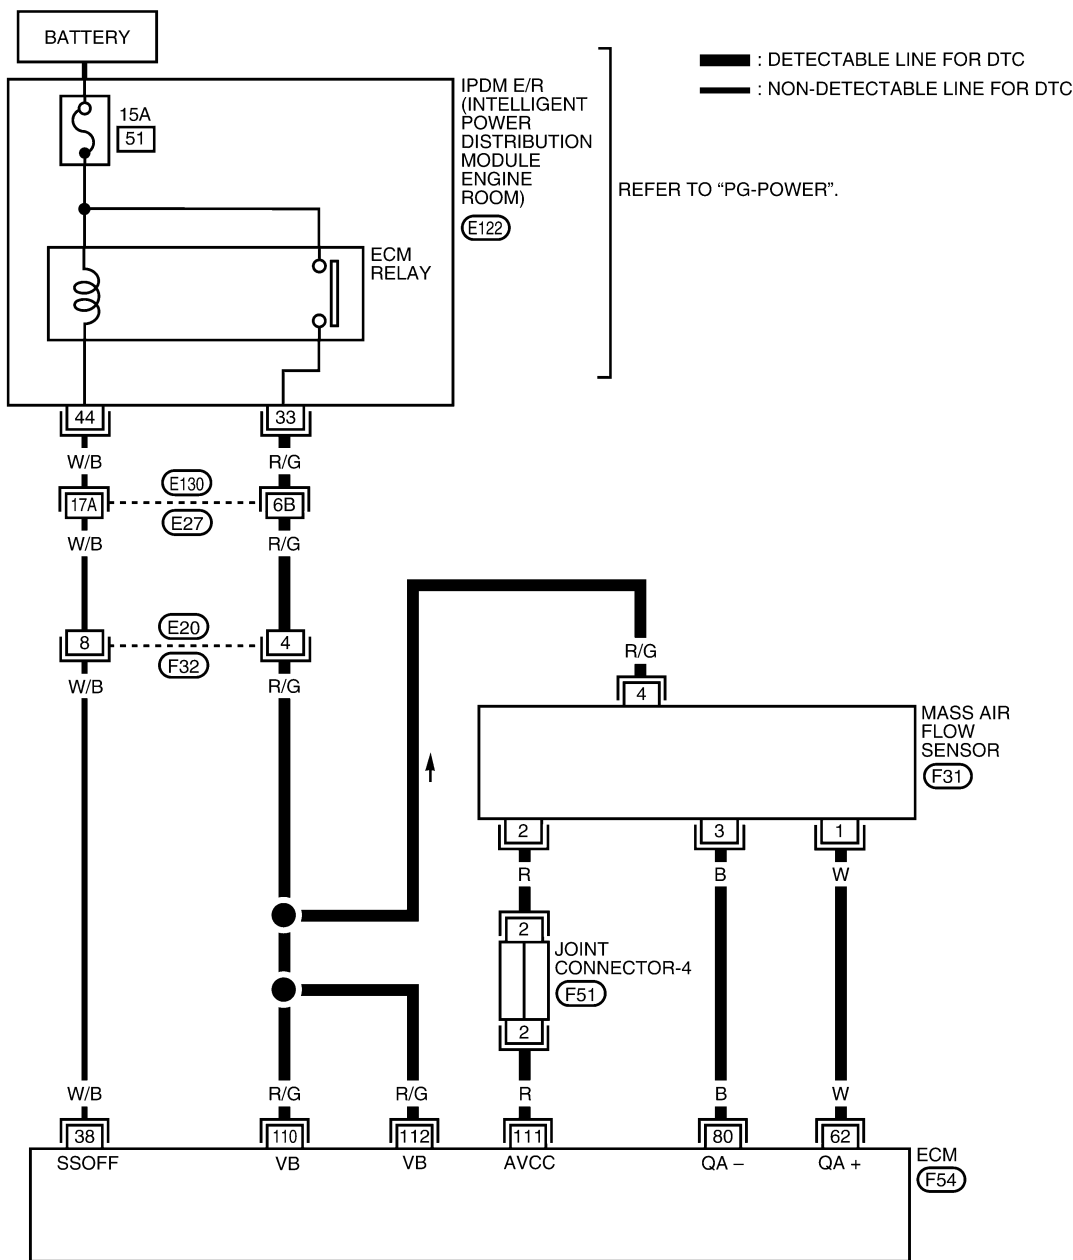 BATTERY
: DETECTABLE LINE FOR DTC
: NON-DETECTABLE LINE FOR DTC
15A
51
IPDM E/R
(INTELLIGENT
POWER
DISTRIBUTION
MODULE
ENGINE
ROOM)
E122
REFER TO “PG-POWER”.
ECM
RELAY
44
33
W/B
R/G
17A
E130
E27
6B
W/B
R/G
8
E20
F32
4
W/B
R/G
R/G
4
MASS AIR
FLOW
SENSOR
F31
2
3
1
R
B
W
2
JOINT
CONNECTOR-4
F51
2
W/B
R/G
R/G
R
B
W
38
110
112
111
80
62
SSOFF
VB
VB
AVCC
QA –
QA +
ECM
F54